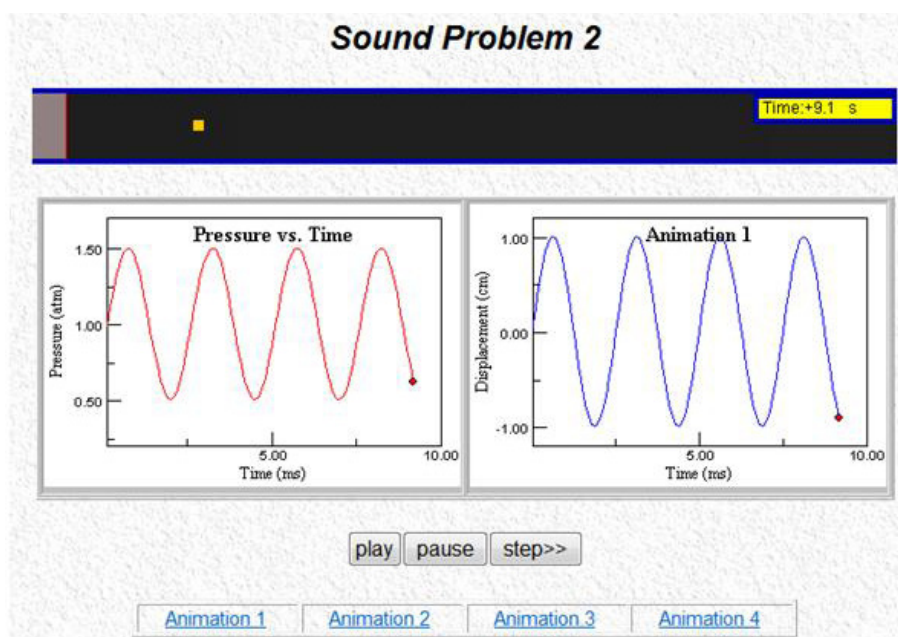 Sound Problem 2
Time:+9.1 s
Pressure vs. Time
1.50
1.00
0.50
Pressure (atm)
5.00
10.00
Time (ms)
Animation 1
1.00
0.00
-1.00
Displacement (cm)
5.00
10.00
Time (ms)
play pause step>>
Animation 1 Animation 2 Animation 3 Animation 4